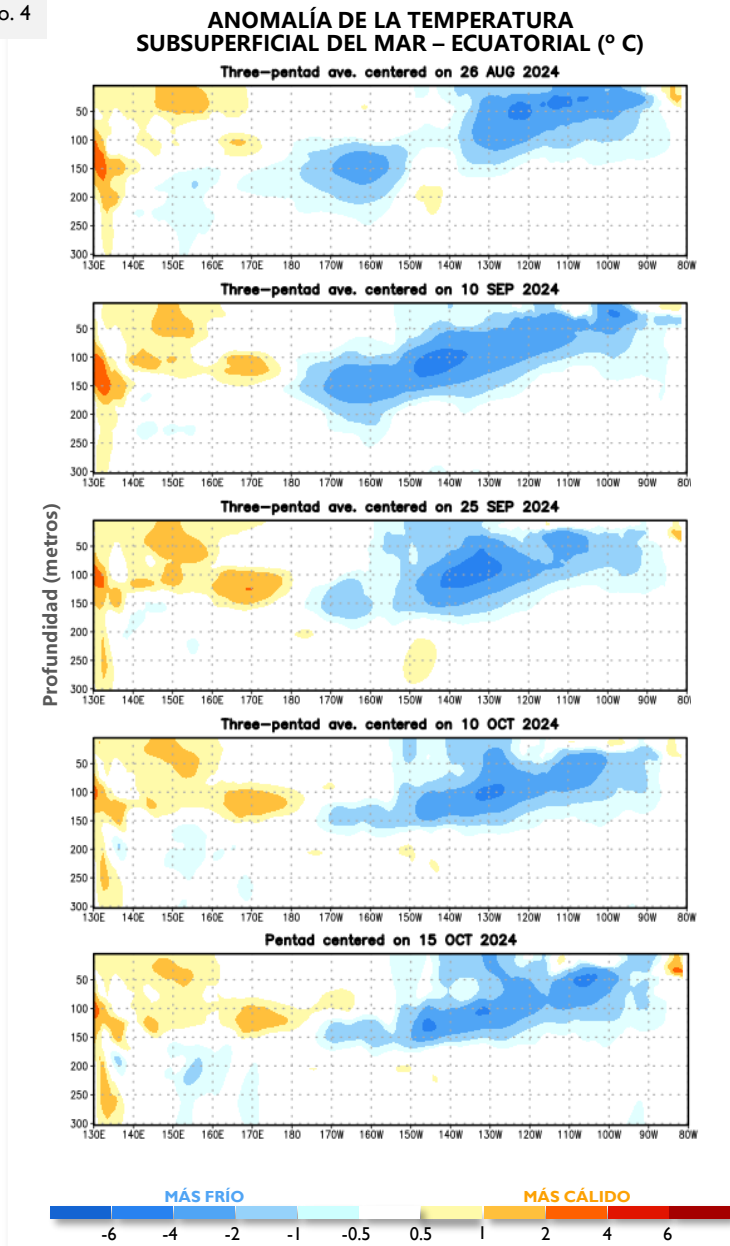 o. 4
ANOMALÍA DE LA TEMPERATURA
SUBSUPERFICIAL DEL MAR – ECUATORIAL (º C)
Profundidad (metros)
Three-pentad ave. centered on 26 AUG 2024
50
100
150
200
250
300
130E 140E 150E 160E 170E 180 170W 160W 150W 140W 130W 120W 110W 100W 90W 80W
Three-pentad ave. centered on 10 SEP 2024
50
100
150
200
250
300
130E 140E 150E 160E 170E 180 170W 160W 150W 140W 130W 120W 110W 100W 90W 80\
Three-pentad ave. centered on 25 SEP 2024
50
100
150
200
250
300
130E 140E 150E 160E 170E 180 170W 160W 150W 140W 130W 120W 110W 100W 90W 80\
Three-pentad ave. centered on 10 OCT 2024
50
100
150
200
250
300
130E 140E 150E 160E 170E 180 170W 160W 150W 140W 130W 120W 110W 100W 90W 80W
Pentad centered on 15 OCT 2024
50
100
150
200
250
300
130E 140E 150E 160E 170E 180 170W 160W 150W 140W 130W 120W 110W 100W 90W 80W
MÁS FRÍO MÁS CÁLIDO
-6 -4 -2 -1 -0.5 0.5 1 2 4 6